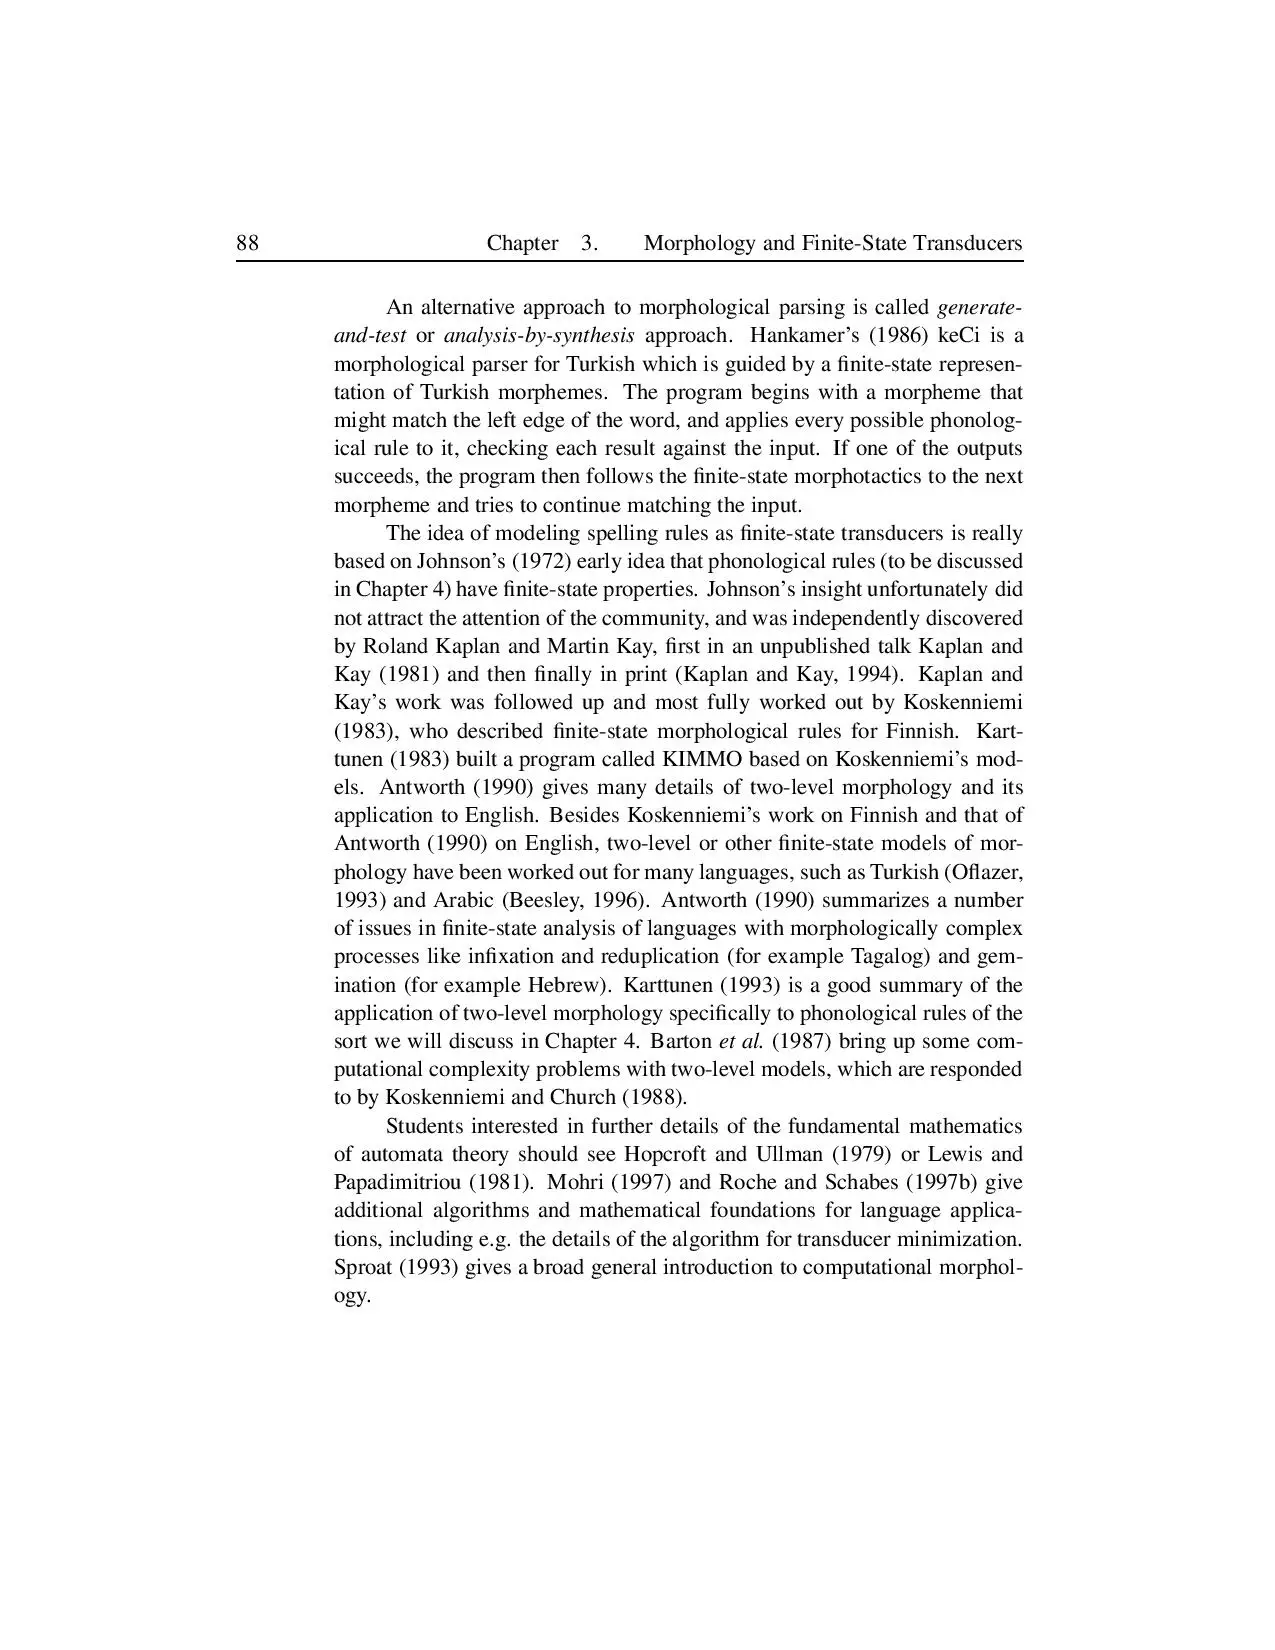 88 Chapter 3. Morphology and Finite-State Transducers
An alternative approach to morphological parsing is called generate-
and-test or analysis-by-synthesis approach. Hankamer's (1986) keCi is a
morphological parser for Turkish which is guided by a finite-state represen-
tation of Turkish morphemes. The program begins with a morpheme that
might match the left edge of the word, and applies every possible phonolog-
ical rule to it, checking each result against the input. If one of the outputs
succeeds, the program then follows the finite-state morphotactics to the next
morpheme and tries to continue matching the input.
The idea of modeling spelling rules as finite-state transducers is really
based on Johnson's (1972) early idea that phonological rules (to be discussed
in Chapter 4) have finite-state properties. Johnson's insight unfortunately did
not attract the attention of the community, and was independently discovered
by Roland Kaplan and Martin Kay, first in an unpublished talk Kaplan and
Kay (1981) and then finally in print (Kaplan and Kay, 1994). Kaplan and
Kay's work was followed up and most fully worked out by Koskenniemi
(1983), who described finite-state morphological rules for Finnish. Kart-
tunen (1983) built a program called KIMMO based on Koskenniemi's mod-
els. Antworth (1990) gives many details of two-level morphology and its
application to English. Besides Koskenniemi's work on Finnish and that of
Antworth (1990) on English, two-level or other finite-state models of mor-
phology have been worked out for many languages, such as Turkish (Oflazer,
1993) and Arabic (Beesley, 1996). Antworth (1990) summarizes a number
of issues in finite-state analysis of languages with morphologically complex
processes like infixation and reduplication (for example Tagalog) and gem-
ination (for example Hebrew). Karttunen (1993) is a good summary of the
application of two-level morphology specifically to phonological rules of the
sort we will discuss in Chapter 4. Barton et al. (1987) bring up some com-
putational complexity problems with two-level models, which are responded
to by Koskenniemi and Church (1988).
Students interested in further details of the fundamental mathematics
of automata theory should see Hopcroft and Ullman (1979) or Lewis and
Papadimitriou (1981). Mohri (1997) and Roche and Schabes (1997b) give
additional algorithms and mathematical foundations for language applica-
tions, including e.g. the details of the algorithm for transducer minimization.
Sproat (1993) gives a broad general introduction to computational morphol-
ogy.